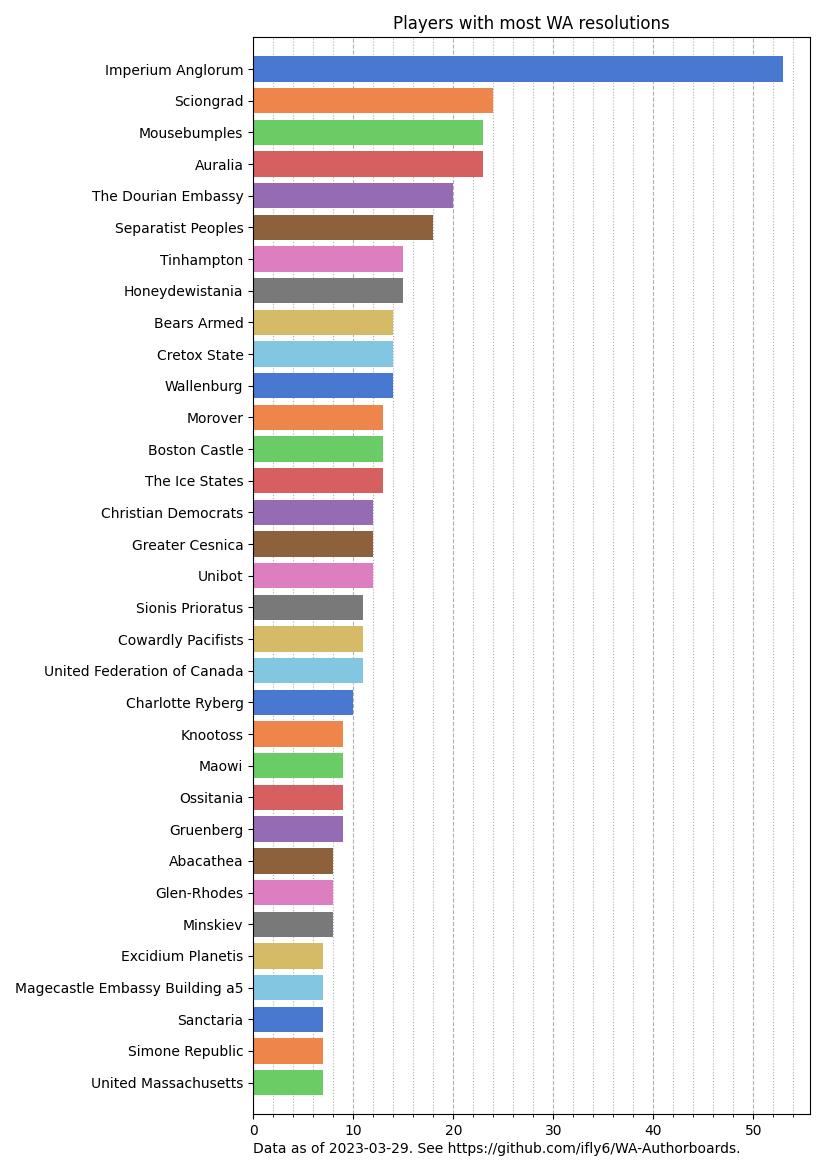 Players with most WA resolutions
Imperium Anglorum
Sciongrad
Mousebumples
Auralia
The Dourian Embassy
Separatist Peoples
Tinhampton
Honeydewistania
Bears Armed
Cretox State
Wallenburg
Morover
Boston Castle
The Ice States
Christian Democrats
Greater Cesnica
Unibot
Sionis Prioratus
Cowardly Pacifists
United Federation of Canada
Charlotte Ryberg
Knootoss
Maowi
Ossitania
Gruenberg
Abacathea
Glen-Rhodes
Minskiev
Excidium Planetis
Magecastle Embassy Building a5
Sanctaria
Simone Republic
United Massachusetts
0 10 20 30 40 50
Data as of 2023-03-29. See https://github.com/ifly6/WA-Authorboards.